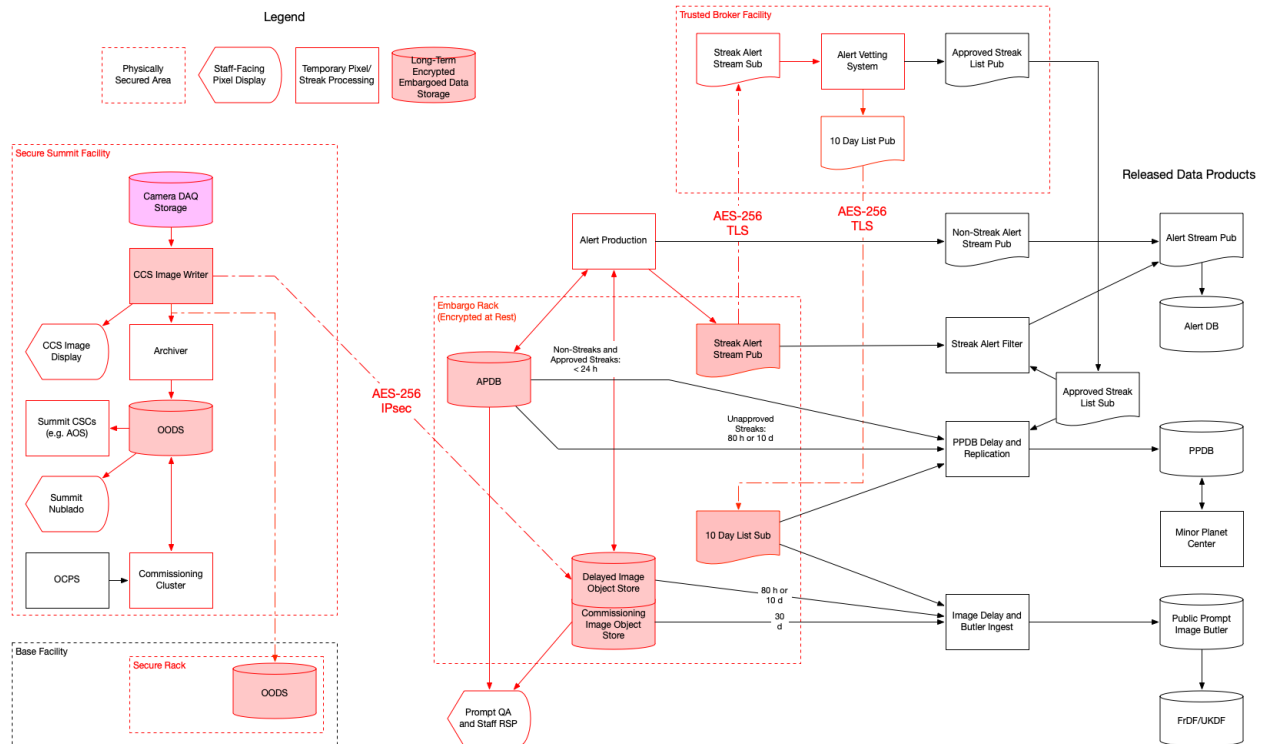 Legend
Physically
Secured Area
Staff-Facing
Pixel Display
Temporary Pixel/
Streak Processing
Long-Term
Encrypted
Embargoed Data
Storage
Trusted Broker Facility
Streak Alert
Stream Sub
Alert Vetting
System
Approved Streak
List Pub
10 Day List Pub
Secure Summit Facility
Camera DAQ
Storage
CCS Image Writer
CCS Image
Display
Archiver
Summit CSCs
(e.g. AOS)
OODS
Summit
Nublado
OCPS
Commissioning
Cluster
Base Facility
Secure Rack
OODS
AES-256
IPsec
AES-256
TLS
AES-256
TLS
Alert Production
Embargo Rack
(Encrypted at Rest)
Non-Streaks and
Approved Streaks:
< 24 h
Streak Alert
Stream Pub
APDB
Unapproved
Streaks:
80 h or 10 d
10 Day List Sub
Delayed Image
Object Store
Commissioning
Image Object
Store
80 h or
10 d
30
d
Prompt QA
and Staff RSP
Released Data Products
Non-Streak Alert
Stream Pub
Alert Stream Pub
Alert DB
Streak Alert Filter
Approved Streak
List Sub
PPDB Delay and
Replication
PPDB
Minor Planet
Center
Image Delay and
Butler Ingest
Public Prompt
Image Butler
FrDF/UKDF